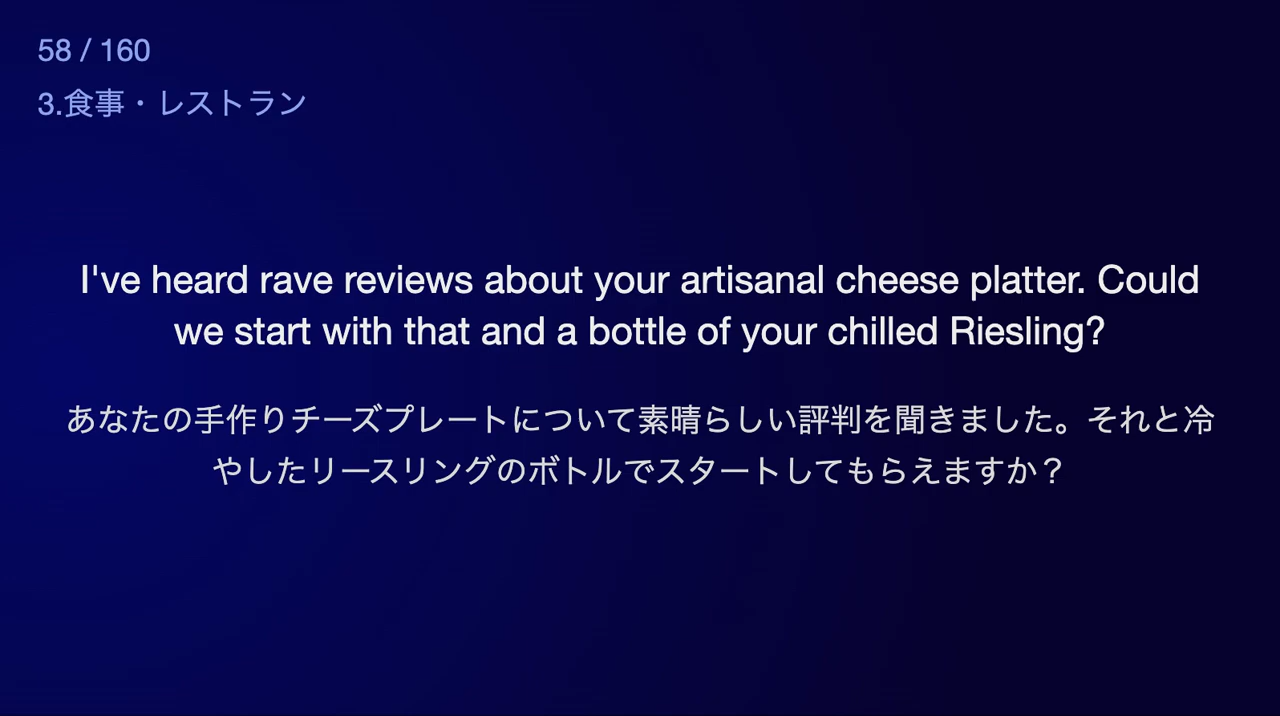 58 / 160
3.食事・レストラン
I've heard rave reviews about your artisanal cheese platter. Could
we start with that and a bottle of your chilled Riesling?
あなたの手作りチーズプレートについて素晴らしい評判を聞きました。それと冷
やしたリースリングのボトルでスタートしてもらえますか？